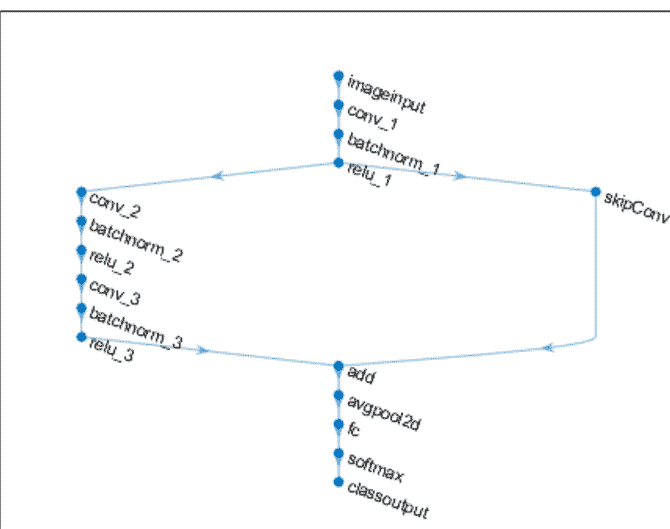 imageinput
conv_1
batchnorm_1
relu_1
conv_2
batchnorm_2
relu_2
conv_3
batchnorm_3
relu_3
skipConv
add
avgpool2d
fc
softmax
classoutput